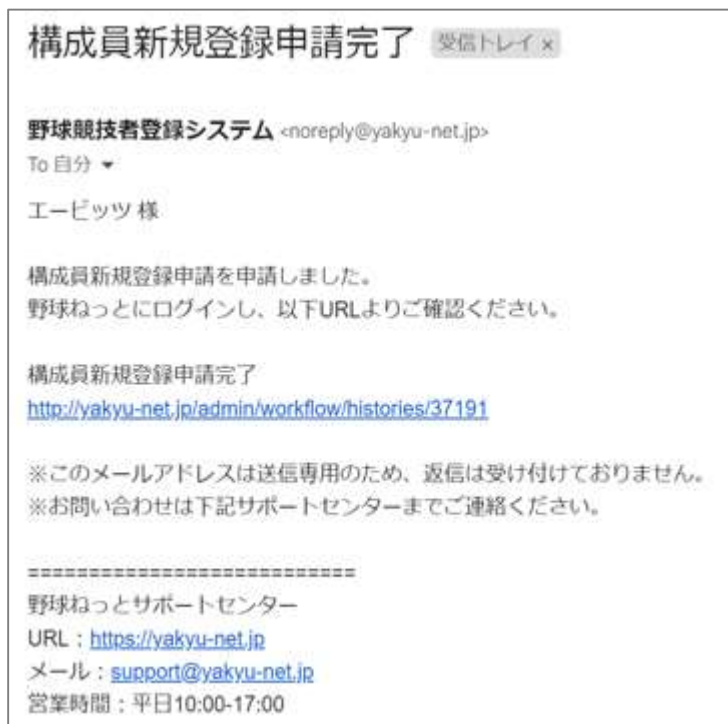 構成員新規登録申請完了 受信トレイ ×
野球競技者登録システム <noreply@yakyu-net.jp>
To 自分
エービッツ 様
構成員新規登録申請を申請しました。
野球ねっとにログインし、以下URLよりご確認ください。
構成員新規登録申請完了
http://yakyu-net.jp/admin/workflow/histories/37191
※このメールアドレスは送信専用のため、返信は受け付けておりません。
※お問い合わせは下記サポートセンターまでご連絡ください。
===========================
野球ねっとサポートセンター
URL：https://yakyu-net.jp
メール：support@yakyu-net.jp
営業時間：平日10:00-17:00